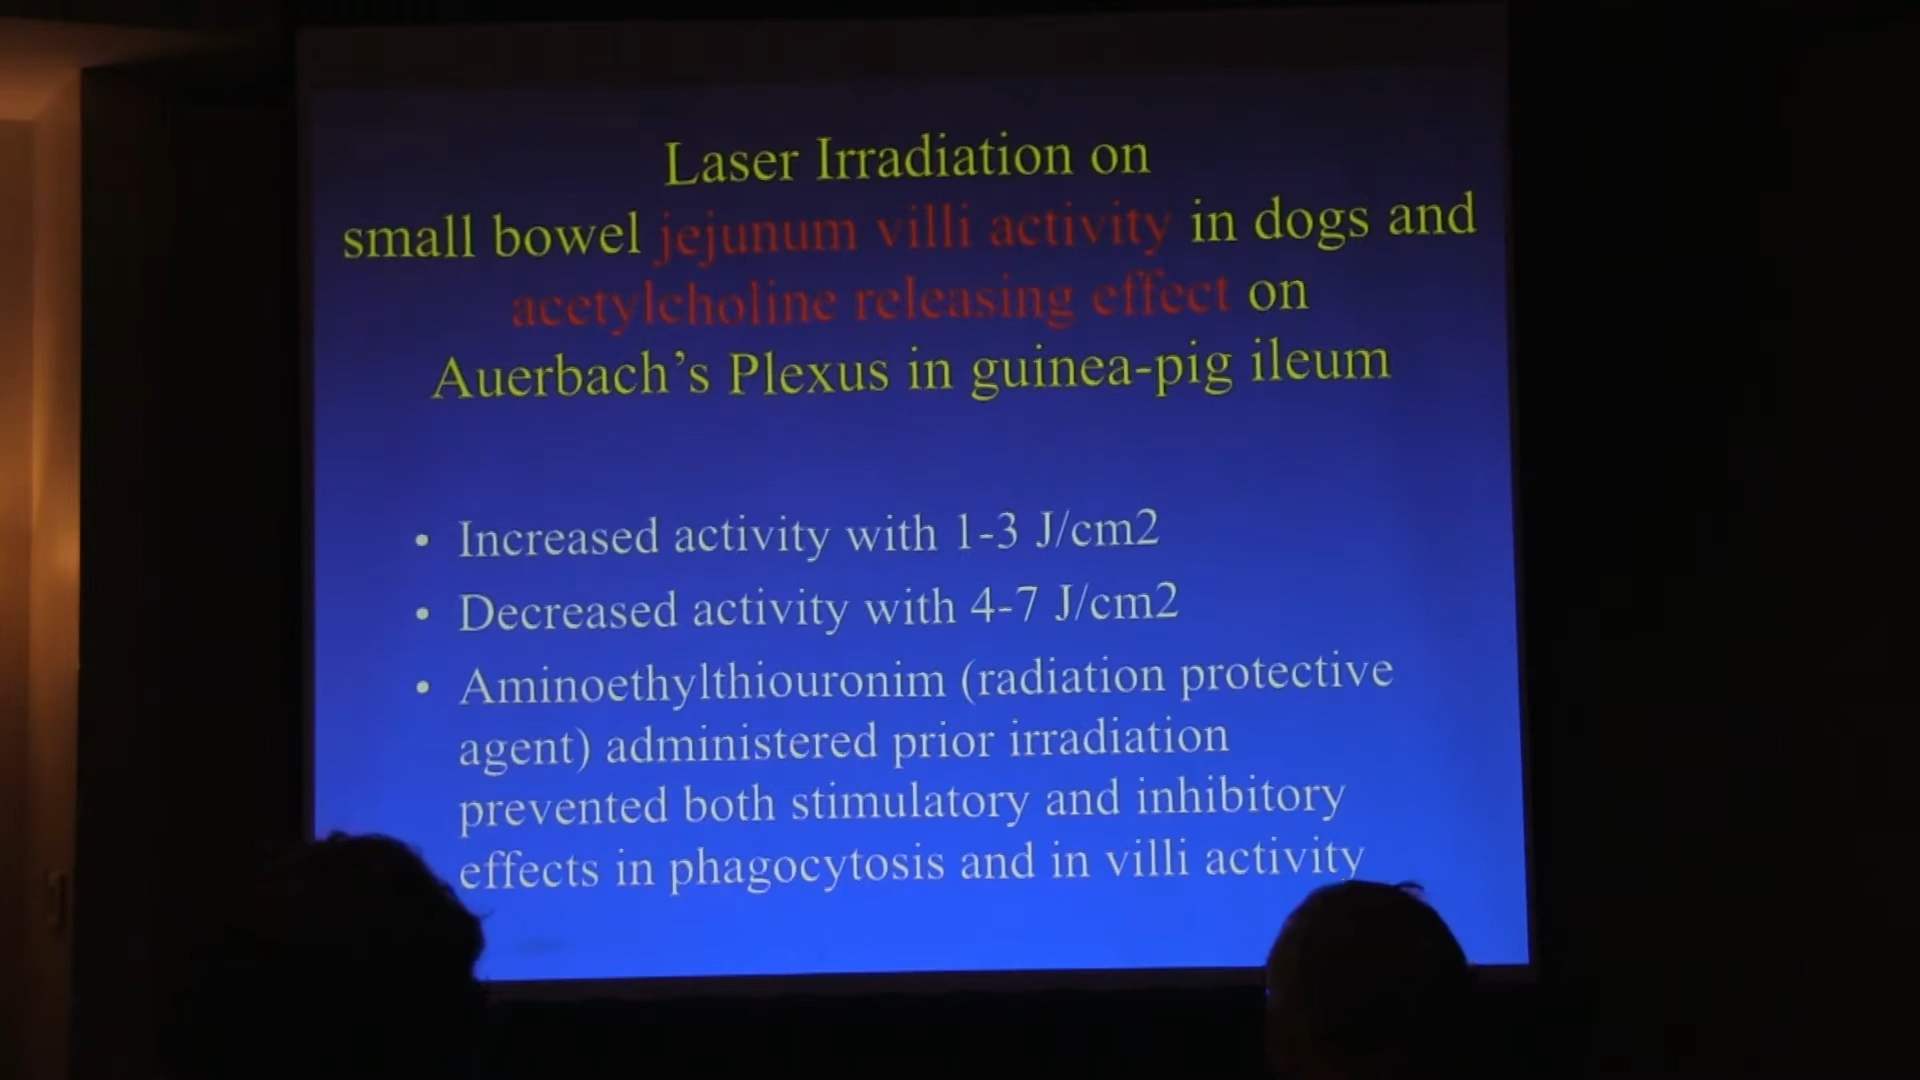 Laser Irradiation on
small bowel jejunum villi activity in dogs and
acetylcholine releasing effect on
Auerbach's Plexus in guinea-pig ileum
• Increased activity with 1-3 J/cm2
• Decreased activity with 4-7 J/cm2
• Aminoethylthiouronim (radiation protective
agent) administered prior irradiation
prevented both stimulatory and inhibitory
effects in phagocytosis and in villi activity